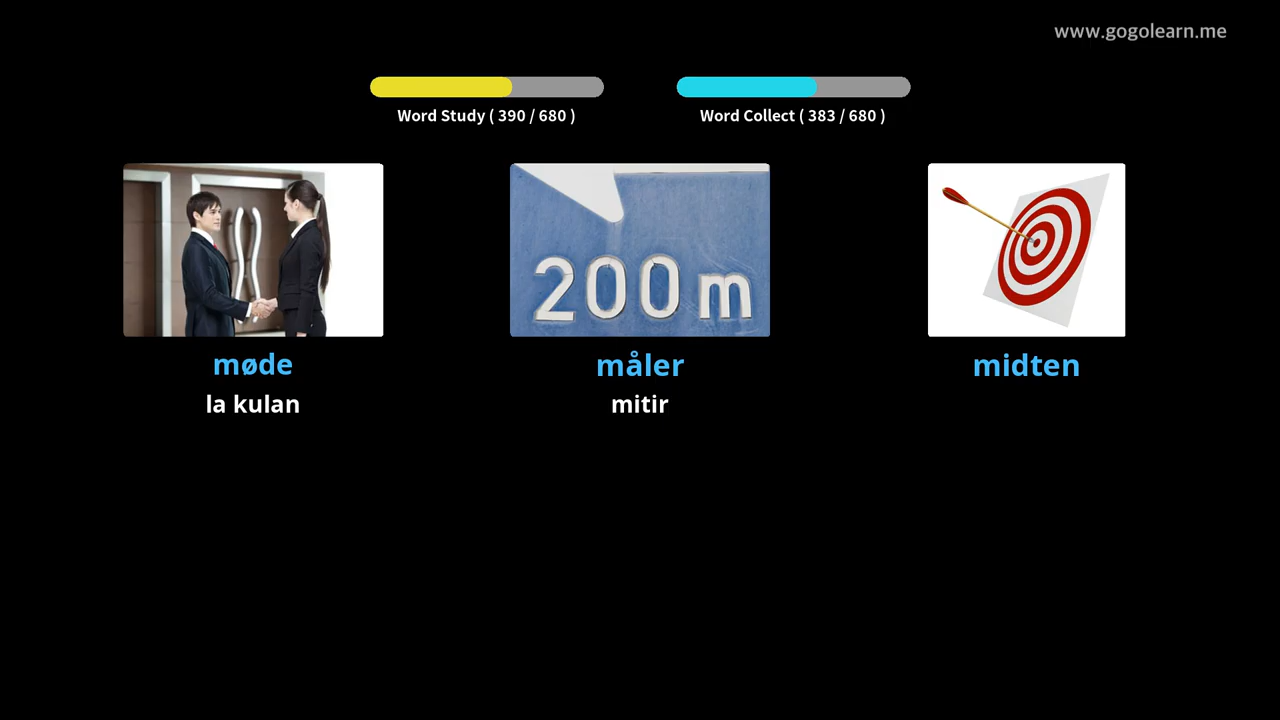 www.gogolearn.me
Word Study ( 390 / 680 )
Word Collect ( 383 / 680 )
200 m
møde
måler
midten
la kulan
mitir